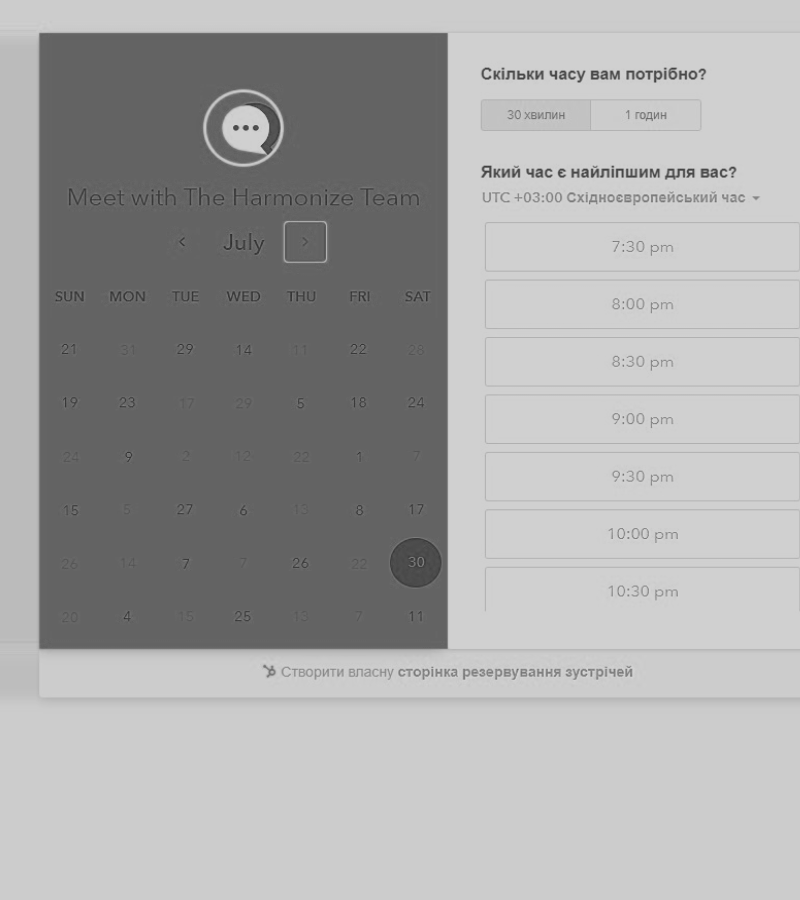 Meet with The Harmonize Team
July
SUN MON TUE WED THU FRI SAT
21 31 29 14 11 22 28
19 23 17 29 5 18 24
24 9 2 12 22 1 7
15 5 27 6 13 8 17
26 14 7 7 26 22 30
20 4 15 25 13 7 11
Скільки часу вам потрібно?
30 хвилин 1 годин
Який час є найліпшим для вас?
UTC +03:00 Східноєвропейський час
7:30 pm
8:00 pm
8:30 pm
9:00 pm
9:30 pm
10:00 pm
10:30 pm
Створити власну сторінка резервування зустрічей